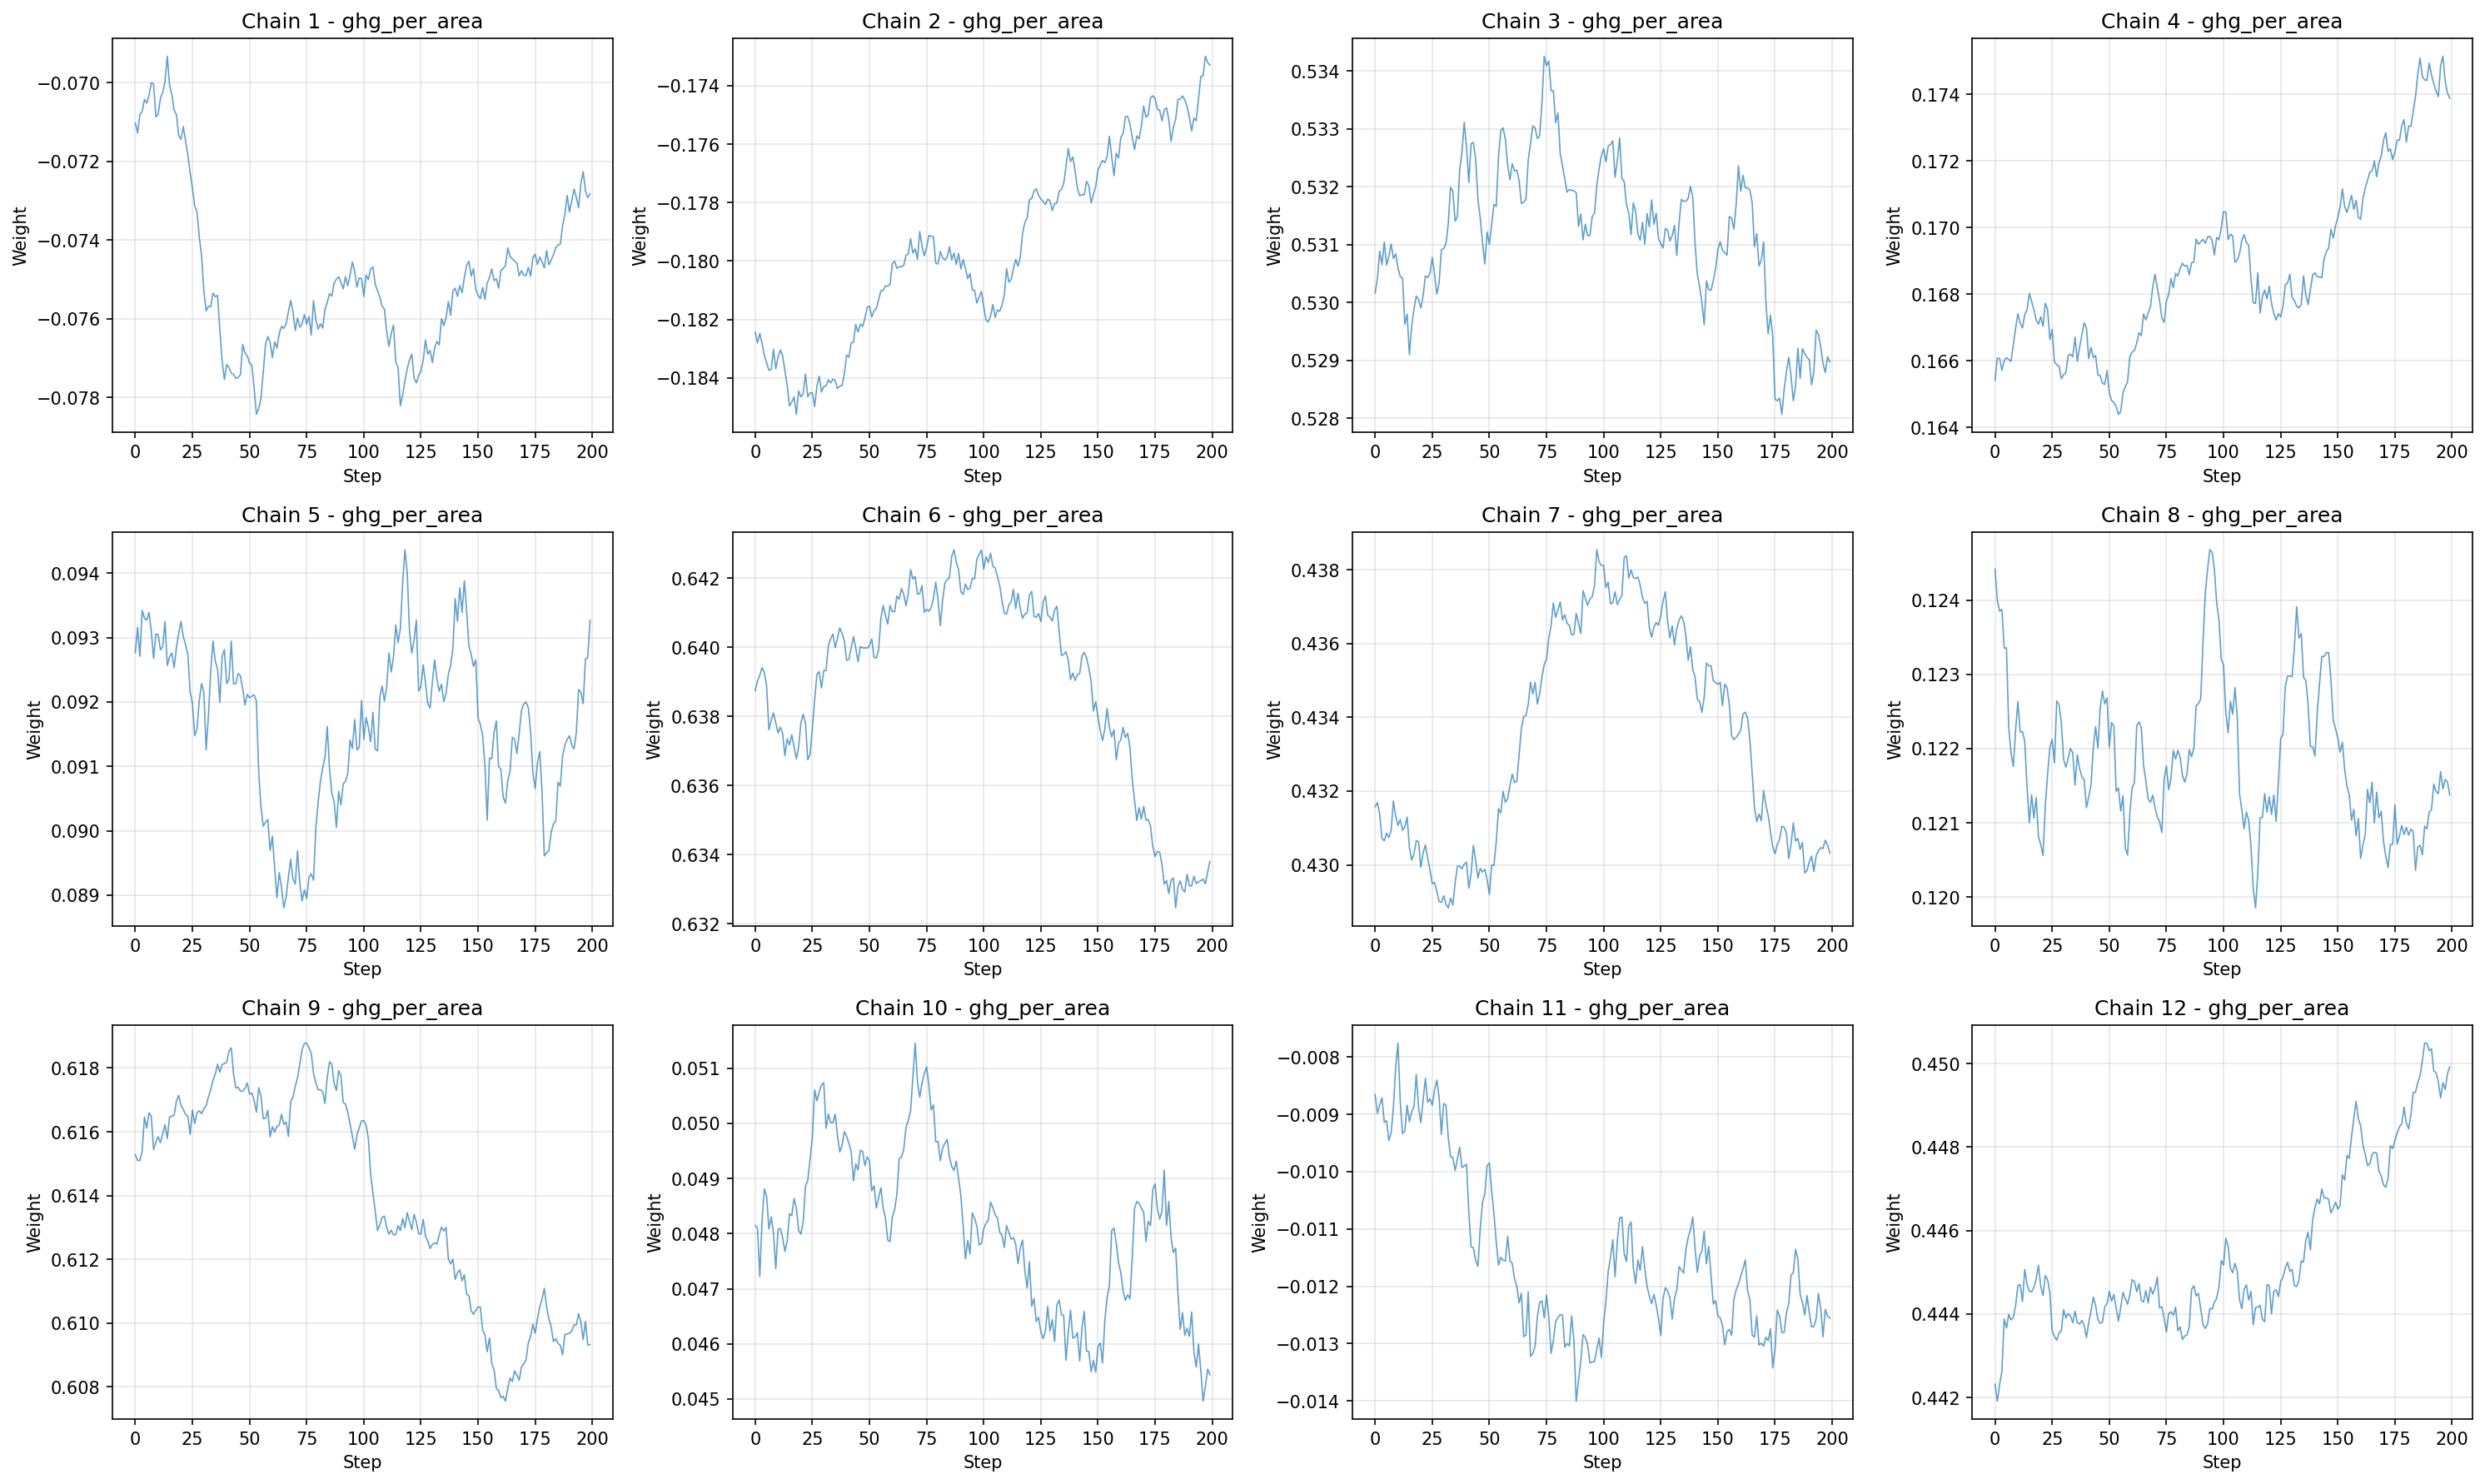 Chain 1 - ghg_per_area
−0.070
−0.072
−0.074
−0.076
−0.078
Weight
0 25 50 75 100 125 150 175 200
Step
Chain 2 - ghg_per_area
−0.174
−0.176
−0.178
−0.180
−0.182
−0.184
Weight
0 25 50 75 100 125 150 175 200
Step
Chain 3 - ghg_per_area
0.534
0.533
0.532
0.531
0.530
0.529
0.528
Weight
0 25 50 75 100 125 150 175 200
Step
Chain 4 - ghg_per_area
0.174
0.172
0.170
0.168
0.166
0.164
Weight
0 25 50 75 100 125 150 175 200
Step
Chain 5 - ghg_per_area
0.094
0.093
0.092
0.091
0.090
0.089
Weight
0 25 50 75 100 125 150 175 200
Step
Chain 6 - ghg_per_area
0.642
0.640
0.638
0.636
0.634
0.632
Weight
0 25 50 75 100 125 150 175 200
Step
Chain 7 - ghg_per_area
0.438
0.436
0.434
0.432
0.430
Weight
0 25 50 75 100 125 150 175 200
Step
Chain 8 - ghg_per_area
0.124
0.123
0.122
0.121
0.120
Weight
0 25 50 75 100 125 150 175 200
Step
Chain 9 - ghg_per_area
0.618
0.616
0.614
0.612
0.610
0.608
Weight
0 25 50 75 100 125 150 175 200
Step
Chain 10 - ghg_per_area
0.051
0.050
0.049
0.048
0.047
0.046
0.045
Weight
0 25 50 75 100 125 150 175 200
Step
Chain 11 - ghg_per_area
−0.008
−0.009
−0.010
−0.011
−0.012
−0.013
−0.014
Weight
0 25 50 75 100 125 150 175 200
Step
Chain 12 - ghg_per_area
0.450
0.448
0.446
0.444
0.442
Weight
0 25 50 75 100 125 150 175 200
Step